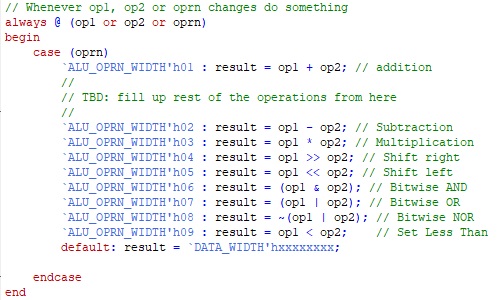 // Whenever op1, op2 or oprn changes do something
always @ (op1 or op2 or oprn)
begin
    case (oprn)
        `ALU_OPRN_WIDTH'h01 : result = op1 + op2; // addition
        //
        // TBD: fill up rest of the operations from here
        //
        `ALU_OPRN_WIDTH'h02 : result = op1 - op2; // Subtraction
        `ALU_OPRN_WIDTH'h03 : result = op1 * op2; // Multiplication
        `ALU_OPRN_WIDTH'h04 : result = op1 >> op2; // Shift right
        `ALU_OPRN_WIDTH'h05 : result = op1 << op2; // Shift left
        `ALU_OPRN_WIDTH'h06 : result = (op1 & op2); // Bitwise AND
        `ALU_OPRN_WIDTH'h07 : result = (op1 | op2); // Bitwise OR
        `ALU_OPRN_WIDTH'h08 : result = ~(op1 | op2); // Bitwise NOR
        `ALU_OPRN_WIDTH'h09 : result = op1 < op2;    // Set Less Than
        default: result = `DATA_WIDTH'hxxxxxxxx;
    endcase
end